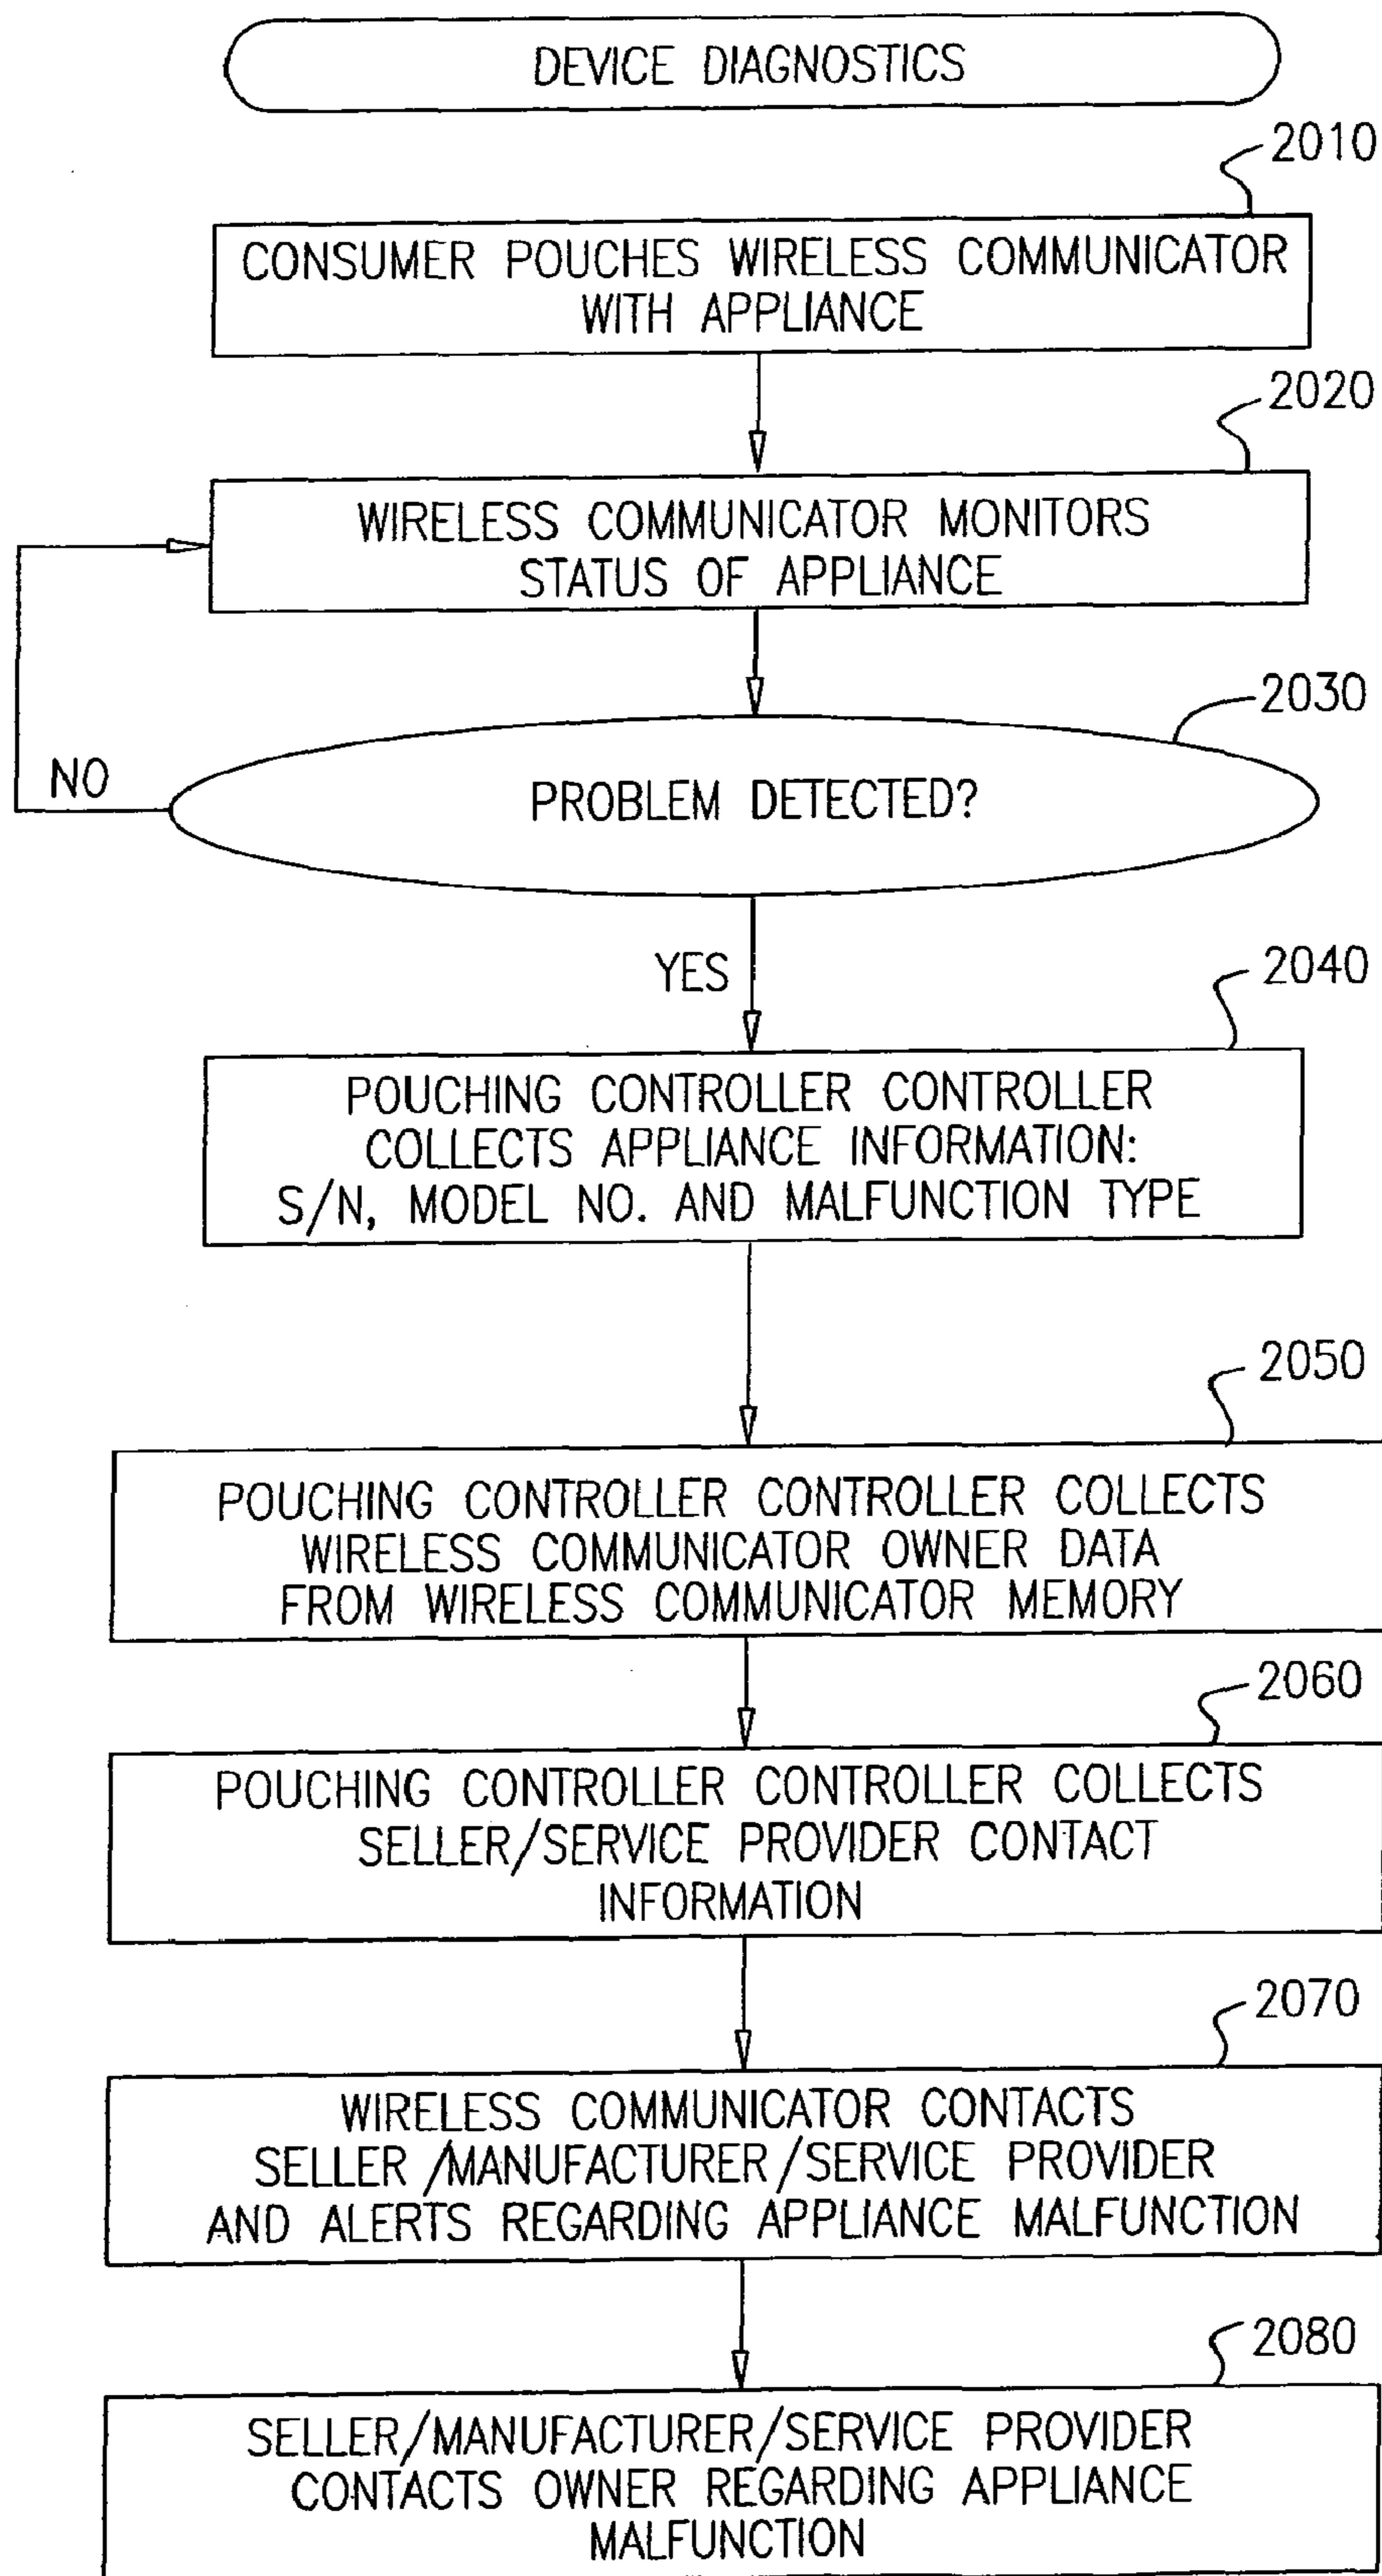 DEVICE DIAGNOSTICS
2010
CONSUMER POUCHES WIRELESS COMMUNICATOR
WITH APPLIANCE
2020
WIRELESS COMMUNICATOR MONITORS
STATUS OF APPLIANCE
2030
PROBLEM DETECTED?
NO
YES
2040
POUCHING CONTROLLER CONTROLLER
COLLECTS APPLIANCE INFORMATION:
S/N, MODEL NO. AND MALFUNCTION TYPE
2050
POUCHING CONTROLLER CONTROLLER COLLECTS
WIRELESS COMMUNICATOR OWNER DATA
FROM WIRELESS COMMUNICATOR MEMORY
2060
POUCHING CONTROLLER CONTROLLER COLLECTS
SELLER/SERVICE PROVIDER CONTACT
INFORMATION
2070
WIRELESS COMMUNICATOR CONTACTS
SELLER /MANUFACTURER/SERVICE PROVIDER
AND ALERTS REGARDING APPLIANCE MALFUNCTION
2080
SELLER/MANUFACTURER/SERVICE PROVIDER
CONTACTS OWNER REGARDING APPLIANCE
MALFUNCTION